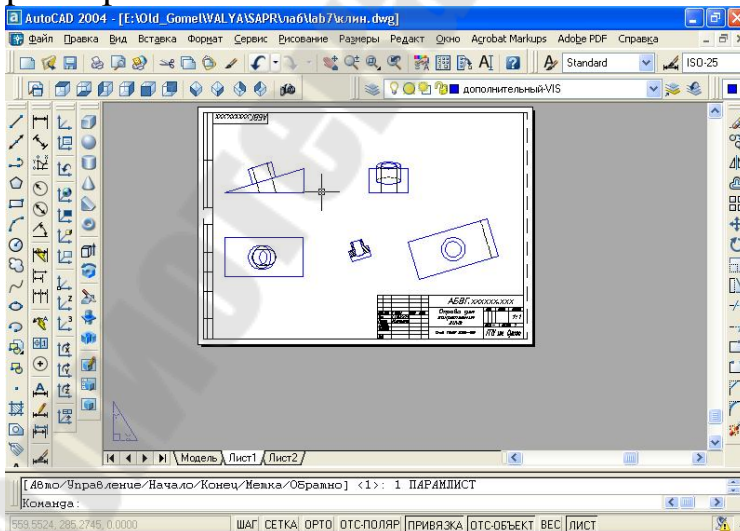 AutoCAD 2004 - [E:\Old_Gomel\VALYA\SAPR\лаб\lab7\клин.dwg]
Файл Правка Вид Вставка Формат Сервис Рисование Размеры Редакт Окно Acrobat Markups Adobe PDF Справка
Standard ISO-25
дополнительный-VIS
АБВГ.XXXXXX.XXX
Модель Лист1 Лист2
[Авто/Управление/Начало/Конец/Метка/Обратно] <1>: 1 ПАРАМЛИСТ
Команда:
559.5524, 285.2745, 0.0000 ШАГ СЕТКА ОРТО ОТС-ПОЛЯР ПРИВЯЗКА ОТС-ОБЪЕКТ ВЕС ЛИСТ